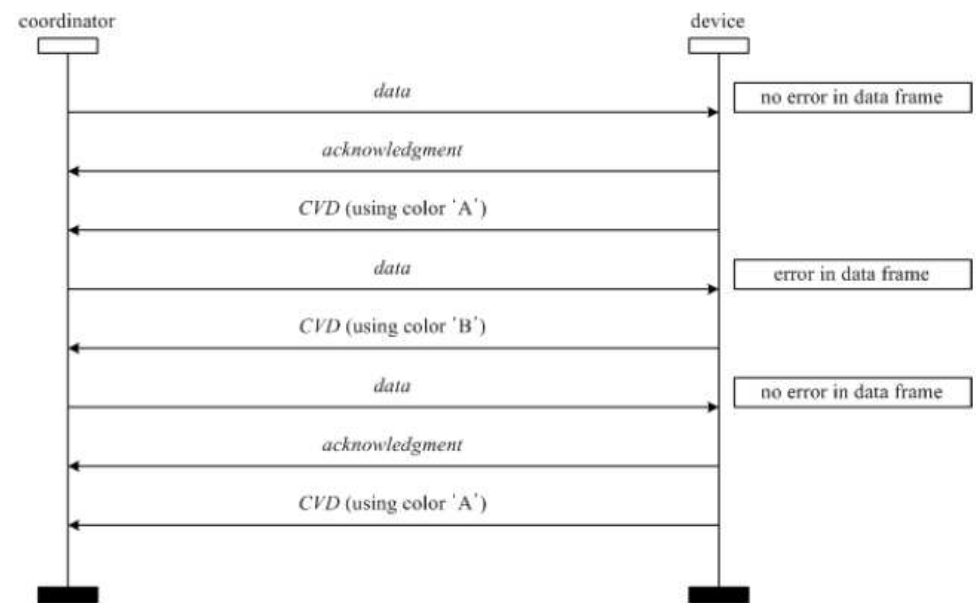 coordinator
device
data
no error in data frame
acknowledgment
CVD (using color 'A')
data
error in data frame
CVD (using color 'B')
data
no error in data frame
acknowledgment
CVD (using color 'A')